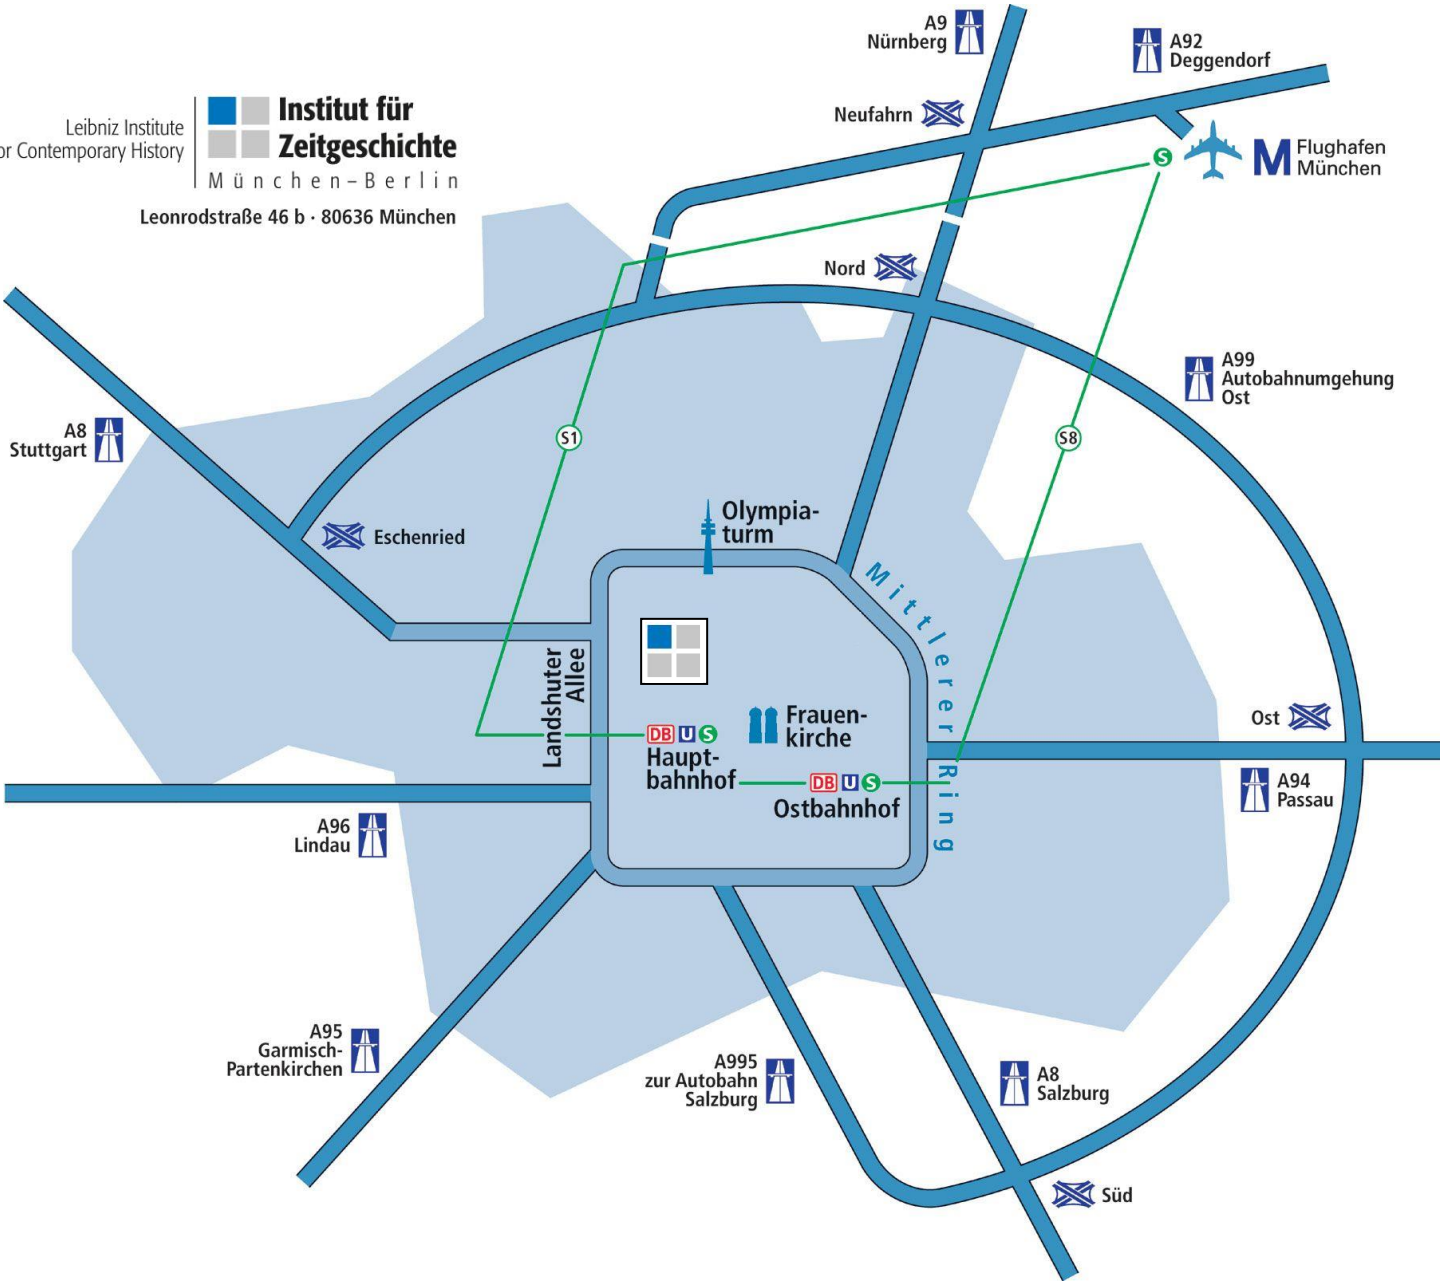 A9
Nürnberg
A92
Deggendorf
Leibniz Institute
or Contemporary History
Institut für
Zeitgeschichte
München–Berlin
Leonrodstraße 46 b · 80636 München
Neufahrn
S
M Flughafen
München
Nord
A99
Autobahnumgehung
Ost
A8
Stuttgart
S1
S8
Eschenried
Olympia-
turm
Mittlerer Ring
Landshuter
Allee
DB U S
Haupt-
bahnhof
Frauen-
kirche
DB U S
Ostbahnhof
Ost
A94
Passau
A96
Lindau
A95
Garmisch-
Partenkirchen
A995
zur Autobahn
Salzburg
A8
Salzburg
Süd